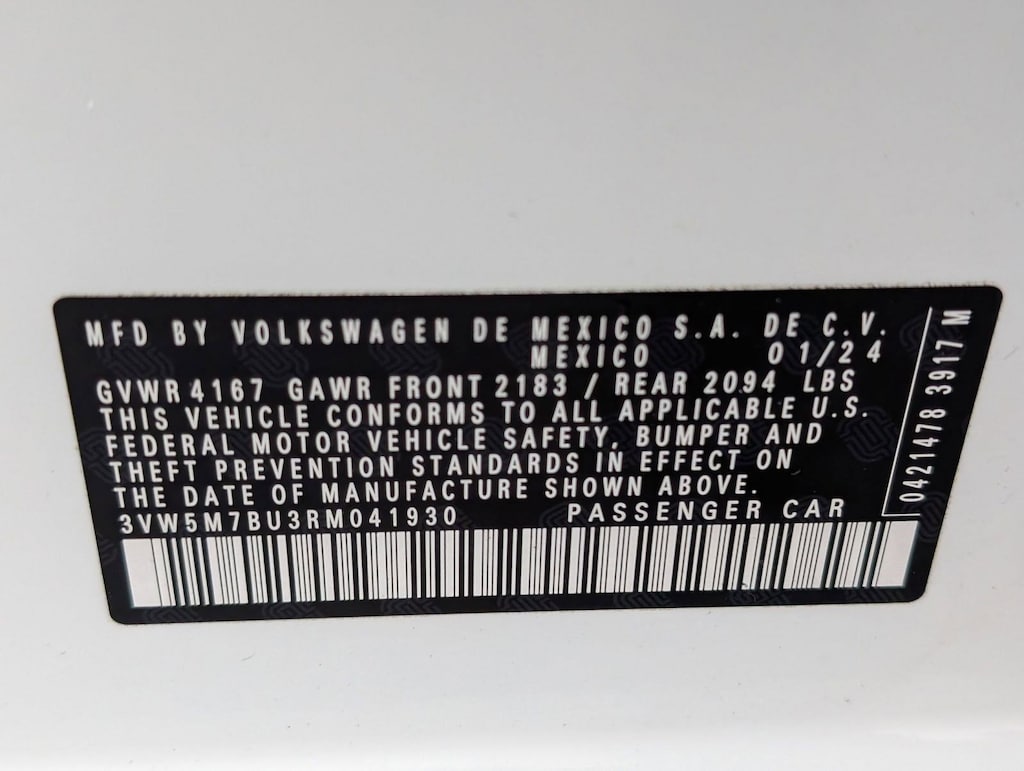 MFD BY VOLKSWAGEN DE MEXICO S.A. DE C.V.
MEXICO 01/24
GVWR 4167 GAWR FRONT 2183 / REAR 2094 LBS
THIS VEHICLE CONFORMS TO ALL APPLICABLE U.S.
FEDERAL MOTOR VEHICLE SAFETY, BUMPER AND
THEFT PREVENTION STANDARDS IN EFFECT ON
THE DATE OF MANUFACTURE SHOWN ABOVE.
3VW5M7BU3RM041930 PASSENGER CAR
0421478 3917 M